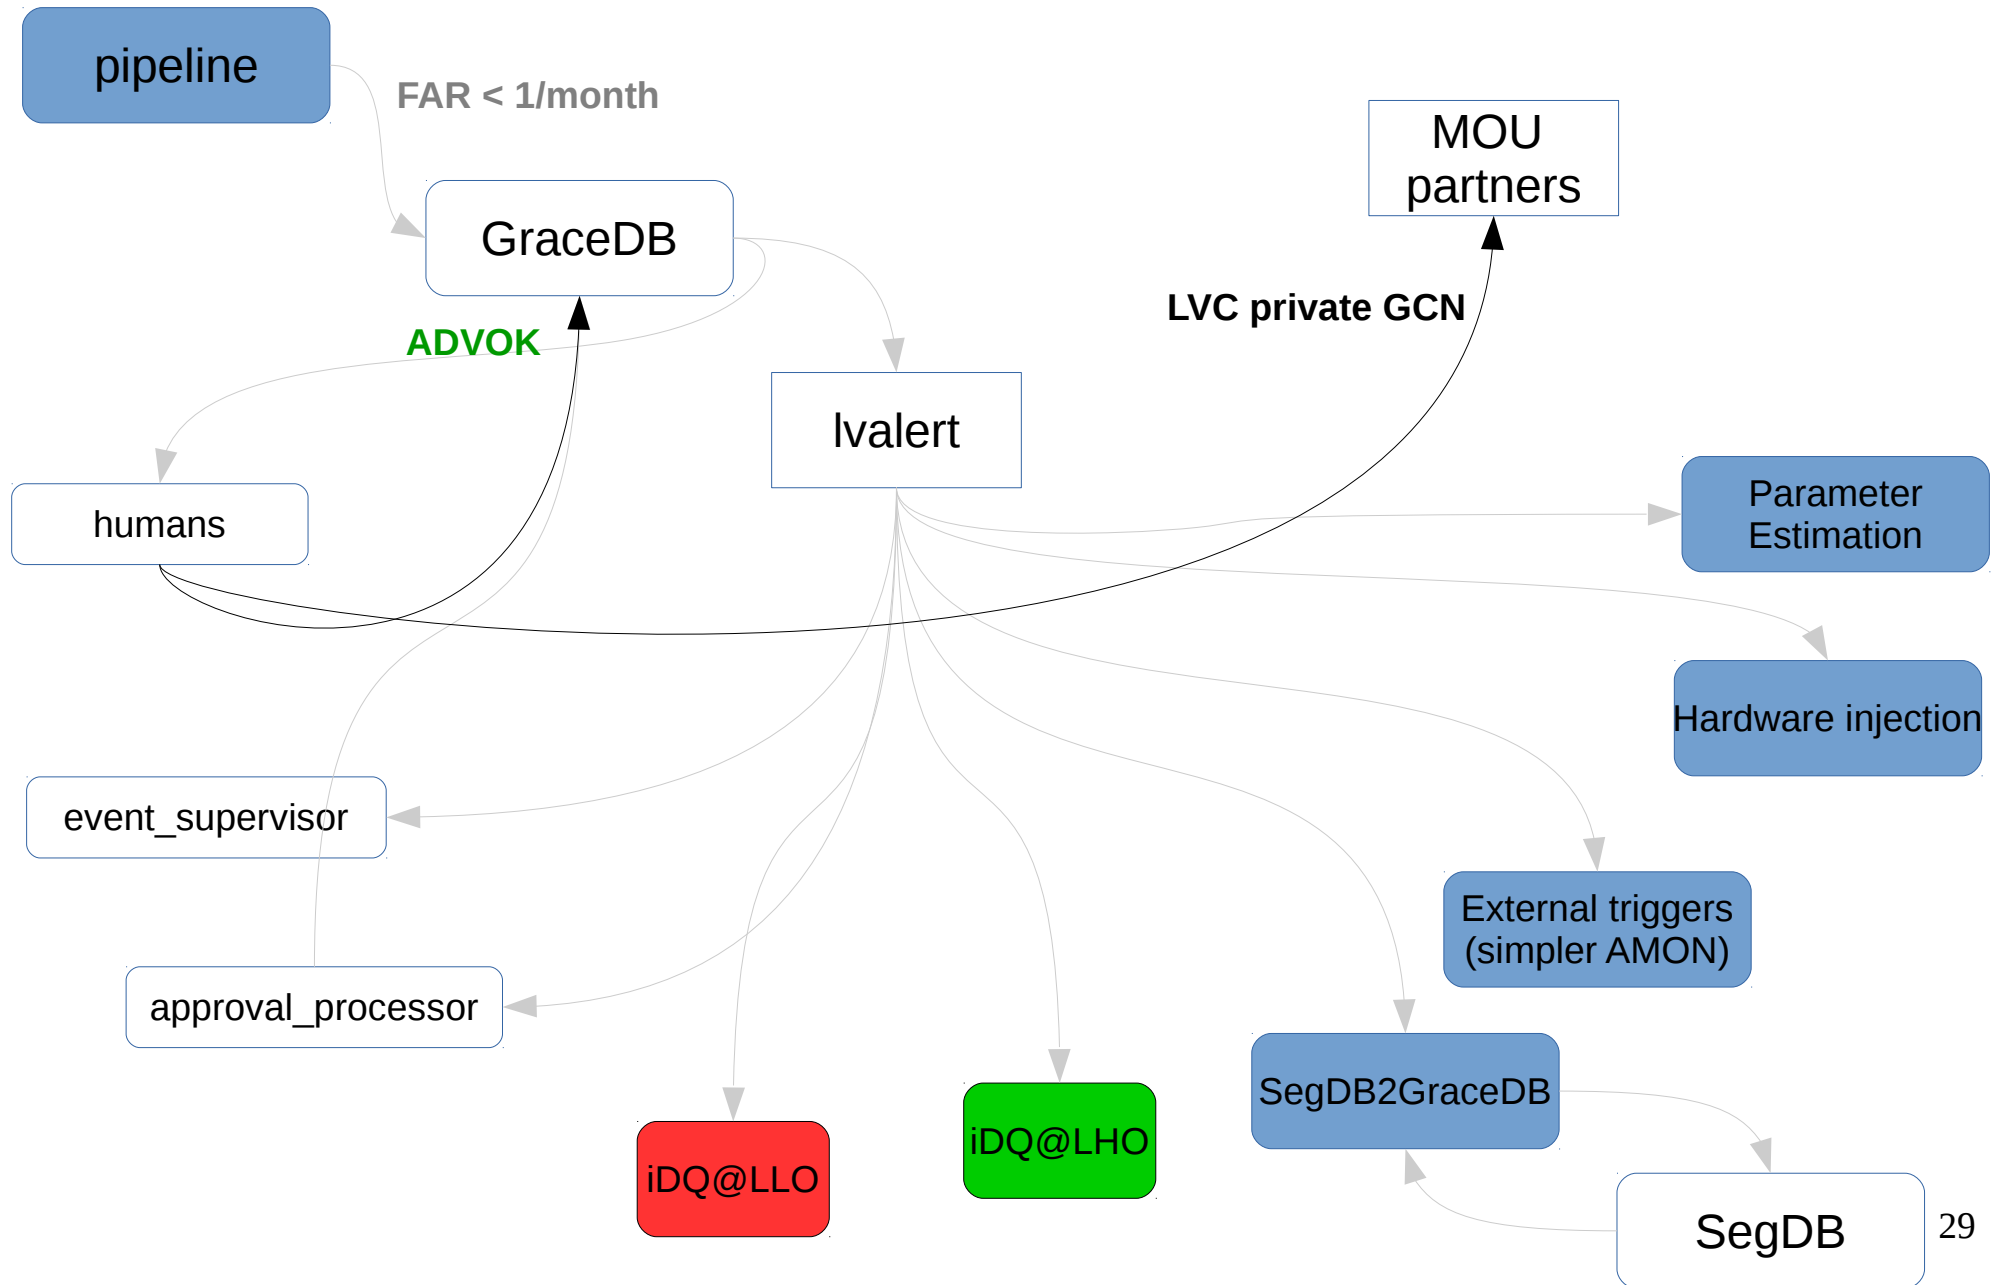 pipeline
FAR < 1/month
MOU
partners
GraceDB
LVC private GCN
ADVOK
lvalert
humans
Parameter
Estimation
Hardware injection
event_supervisor
External triggers
(simpler AMON)
approval_processor
SegDB2GraceDB
iDQ@LHO
iDQ@LLO
SegDB
29